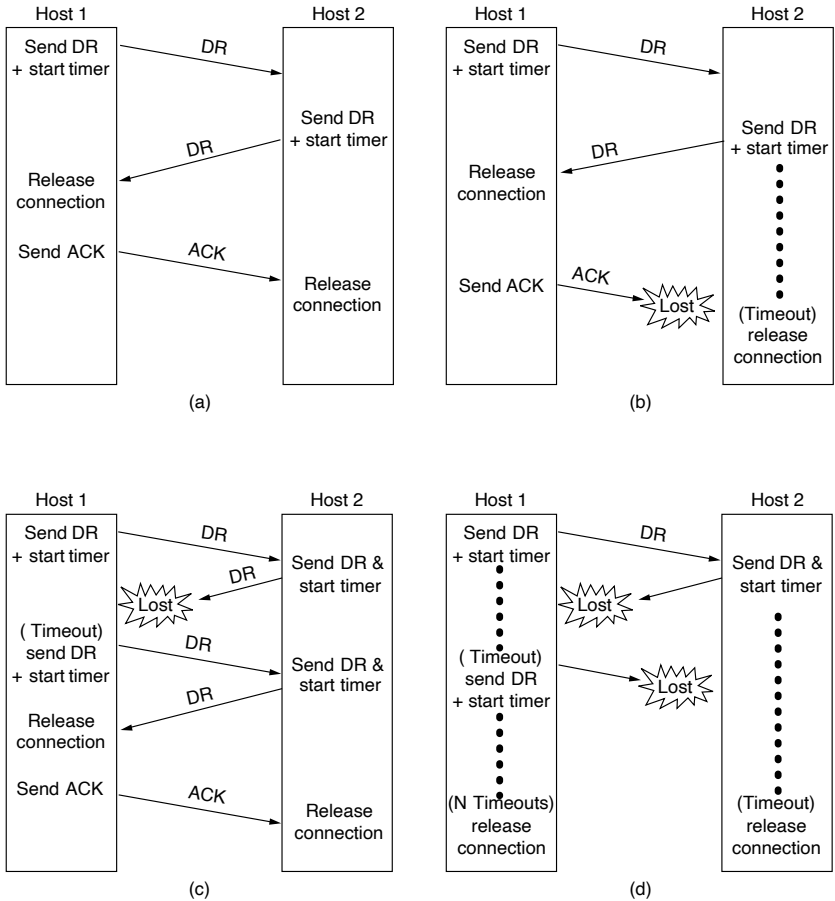 Host 1
Host 2
Send DR
+ start timer
DR
Send DR
+ start timer
DR
Release
connection
Send ACK
ACK
Release
connection
(a)
Host 1
Host 2
Send DR
+ start timer
DR
Send DR
+ start timer
DR
Release
connection
Send ACK
ACK
Lost
(Timeout)
release
connection
(b)
Host 1
Host 2
Send DR
+ start timer
DR
Send DR &
start timer
DR
Lost
( Timeout)
send DR
+ start timer
DR
Send DR &
start timer
DR
Release
connection
Send ACK
ACK
Release
connection
(c)
Host 1
Host 2
Send DR
+ start timer
DR
Send DR &
start timer
Lost
( Timeout)
send DR
+ start timer
Lost
(N Timeouts)
release
connection
(Timeout)
release
connection
(d)